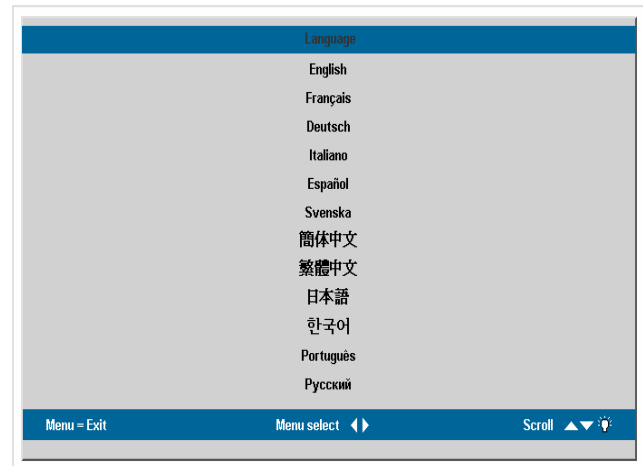 Language
English
Français
Deutsch
Italiano
Español
Svenska
簡体中文
繁體中文
日本語
한국어
Português
Русский
Menu = Exit Menu select Scroll